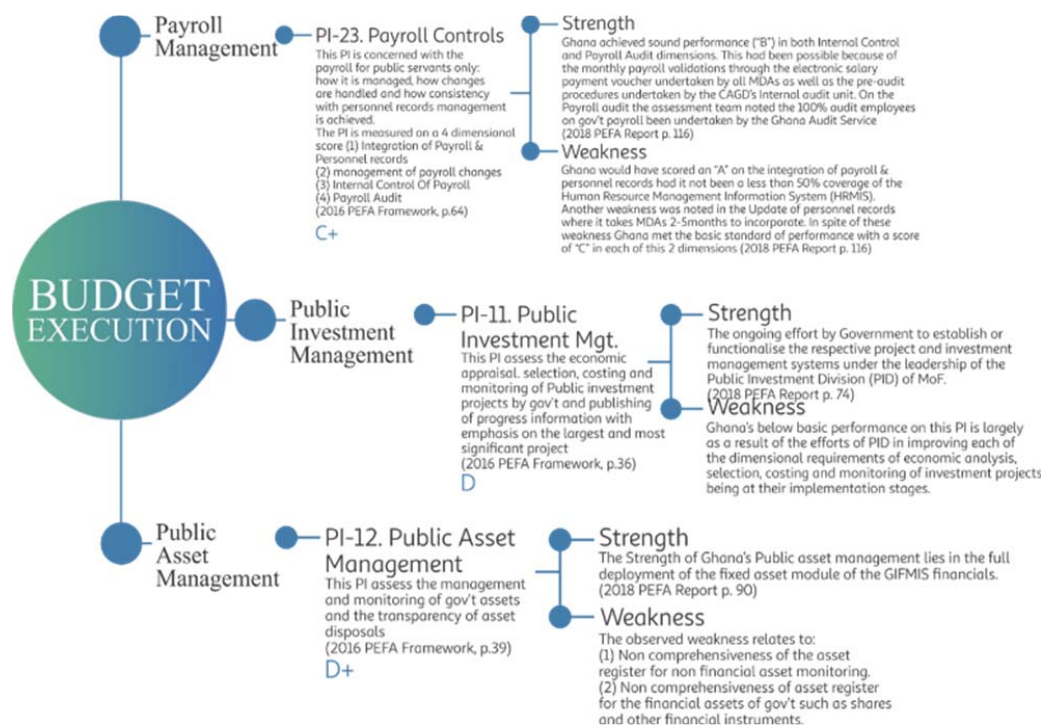 BUDGET
EXECUTION
Payroll
Management
PI-23. Payroll Controls
This PI is concerned with the
payroll for public servants only:
how it is managed, how changes
are handled and how consistency
with personnel records management
is achieved.
The PI is measured on a 4 dimensional
score (1) Integration of Payroll &
Personnel records
(2) management of payroll changes
(3) Internal Control Of Payroll
(4) Payroll Audit
(2016 PEFA Framework, p.64)
C+
Strength
Ghana achieved sound performance ("B") in both Internal Control
and Payroll Audit dimensions. This had been possible because of
the monthly payroll validations through the electronic salary
payment voucher undertaken by all MDAs as well as the pre-audit
procedures undertaken by the CAGD's Internal audit unit. On the
Payroll audit the assessment team noted the 100% audit employees
on gov't payroll been undertaken by the Ghana Audit Service
(2018 PEFA Report p. 116)
Weakness
Ghana would have scored an "A" on the integration of payroll &
personnel records had it not been a less than 50% coverage of the
Human Resource Management Information System (HRMIS).
Another weakness was noted in the Update of personnel records
where it takes MDAs 2-5months to incorporate. In spite of these
weakness Ghana met the basic standard of performance with a score
of "C" in each of this 2 dimensions (2018 PEFA Report p. 116)
Public
Investment
Management
PI-11. Public
Investment Mgt.
This PI assess the economic
appraisal. selection, costing and
monitoring of Public investment
projects by gov't and publishing
of progress information with
emphasis on the largest and most
significant project
(2016 PEFA Framework, p.36)
D
Strength
The ongoing effort by Government to establish or
functionalise the respective project and investment
management systems under the leadership of the
Public Investment Division (PID) of MoF.
(2018 PEFA Report p. 74)
Weakness
Ghana's below basic performance on this PI is largely
as a result of the efforts of PID in improving each of
the dimensional requirements of economic analysis,
selection, costing and monitoring of investment projects
being at their implementation stages.
Public
Asset
Management
PI-12. Public Asset
Management
This PI assess the management
and monitoring of gov't assets
and the transparency of asset
disposals
(2016 PEFA Framework, p.39)
D+
Strength
The Strength of Ghana's Public asset management lies in the full
deployment of the fixed asset module of the GIFMIS financials.
(2018 PEFA Report p. 90)
Weakness
The observed weakness relates to:
(1) Non comprehensiveness of the asset
register for non financial asset monitoring.
(2) Non comprehensiveness of asset register
for the financial assets of gov't such as shares
and other financial instruments.